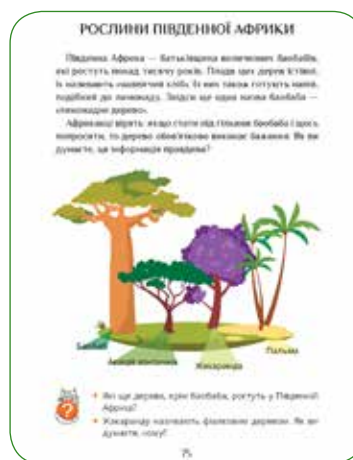 РОСЛИНИ ПІВДЕННОЇ АФРИКИ
Південна Африка — батьківщина величезних баобабів,
які ростуть понад тисячу років. Плоди цих дерев їстівні,
їх називають «мавпячий хліб». Із них також готують напій,
подібний до лимонаду. Звідси ще одна назва баобаба —
«лимонадне дерево».
Африканці вірять: якщо стати під гілками баобаба і щось
попросити, то дерево обов'язково виконає бажання. Як ви
думаєте, ця інформація правдива?
Баобаб
Акація зонтична
Жакаранда
Пальма
Які ще дерева, крім баобаба, ростуть у Південній
Африці?
Жакаранду називають фіалковим деревом. Як ви
думаєте, чому?
75